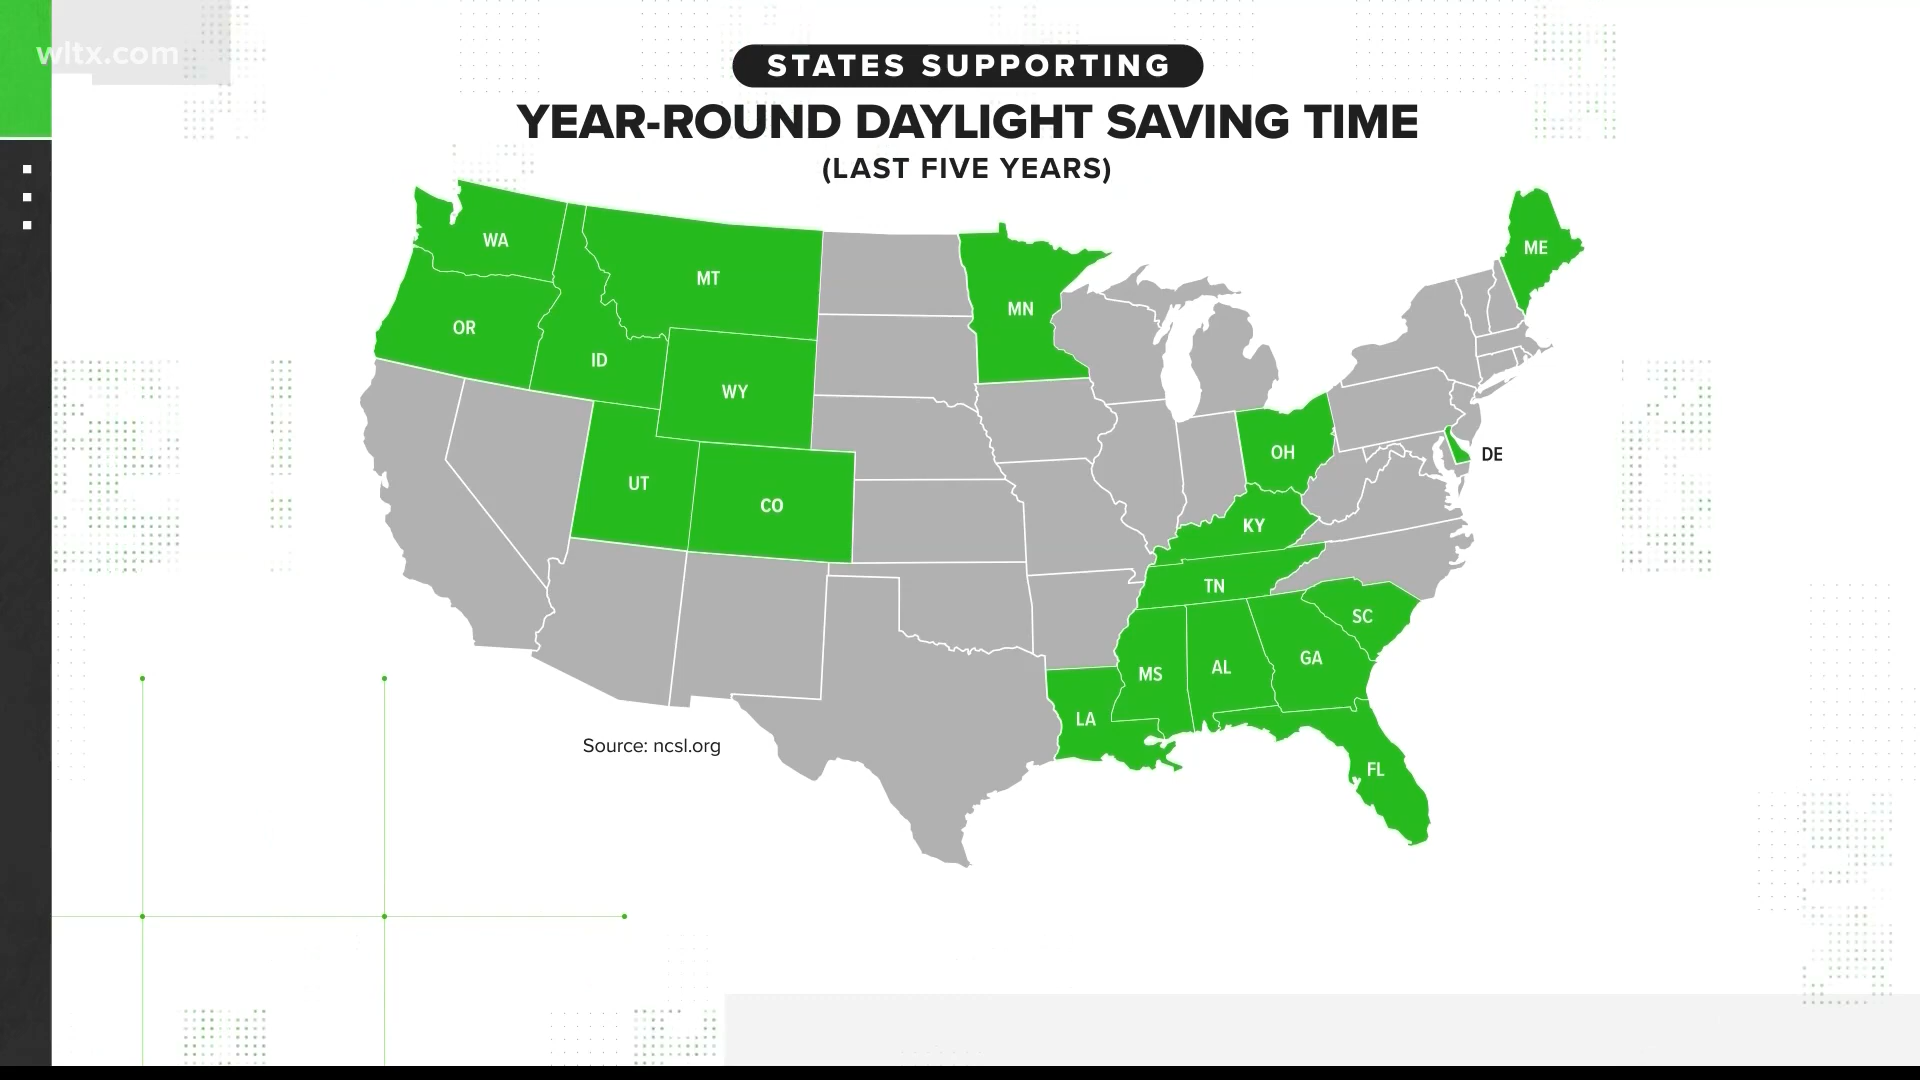 wltx.com
STATES SUPPORTING
YEAR-ROUND DAYLIGHT SAVING TIME
(LAST FIVE YEARS)
WA
MT
ME
OR
MN
ID
WY
UT
CO
OH
DE
KY
TN
SC
MS
AL
GA
LA
FL
Source: ncsl.org